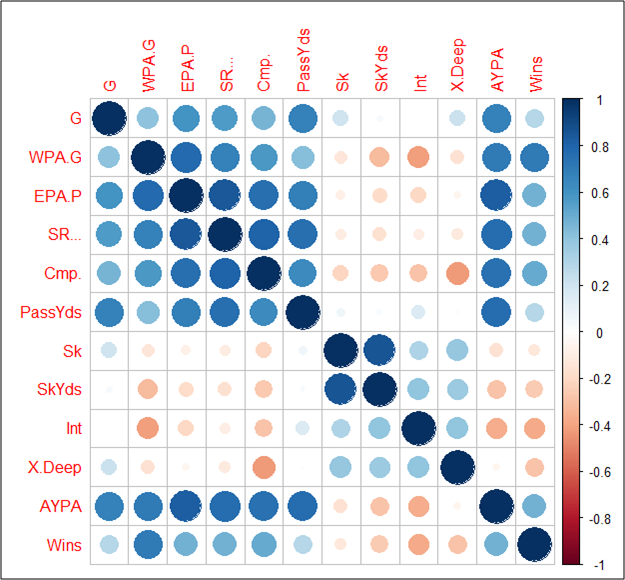 G WPA.G EPA.P SR... Cmp. PassYds Sk SkYds Int X.Deep AYPA Wins
G
WPA.G
EPA.P
SR...
Cmp.
PassYds
Sk
SkYds
Int
X.Deep
AYPA
Wins
1
0.8
0.6
0.4
0.2
0
-0.2
-0.4
-0.6
-0.8
-1